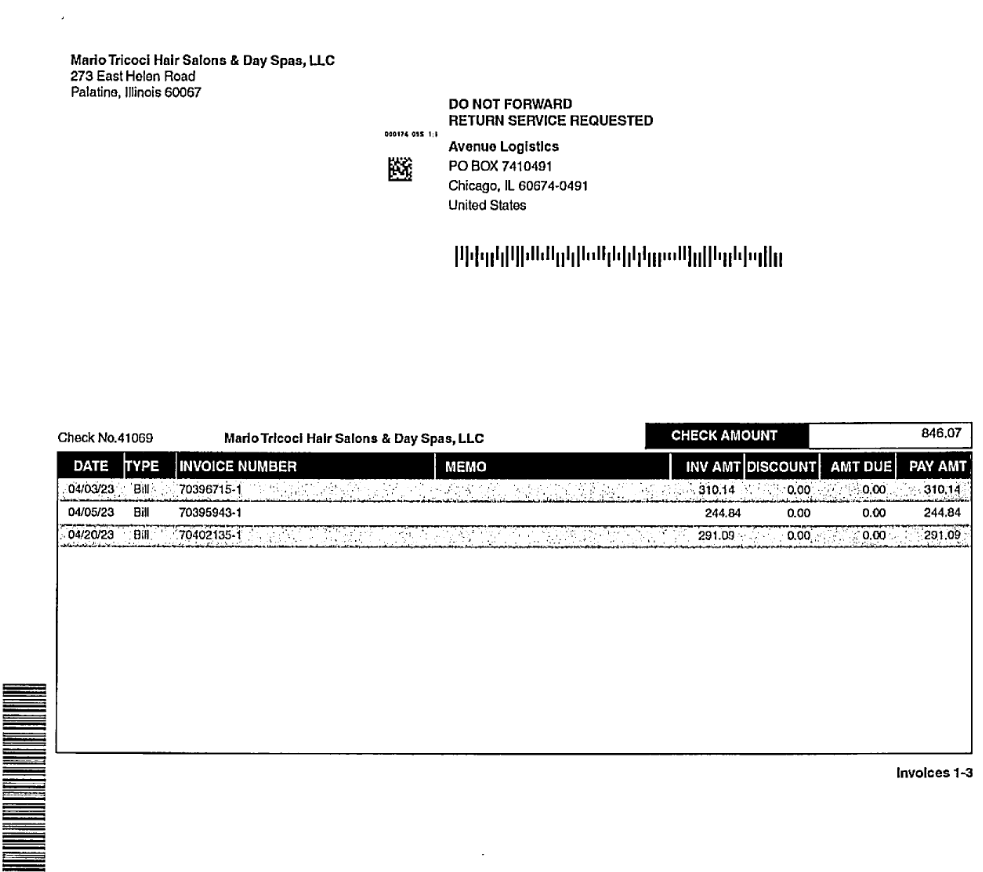 Mario Tricoci Hair Salons & Day Spas, LLC
273 East Helen Road
Palatine, Illinois 60067
DO NOT FORWARD
RETURN SERVICE REQUESTED
000174 05S 1:1
Avenue Logistics
PO BOX 7410491
Chicago, IL 60674-0491
United States
Check No.41069 Mario Tricoci Hair Salons & Day Spas, LLC CHECK AMOUNT 846.07
DATE TYPE INVOICE NUMBER MEMO INV AMT DISCOUNT AMT DUE PAY AMT
04/03/23 Bill 70396715-1 310.14 0.00 0.00 310.14
04/05/23 Bill 70395943-1 244.84 0.00 0.00 244.84
04/20/23 Bill 70402135-1 291.09 0.00 0.00 291.09
Invoices 1-3